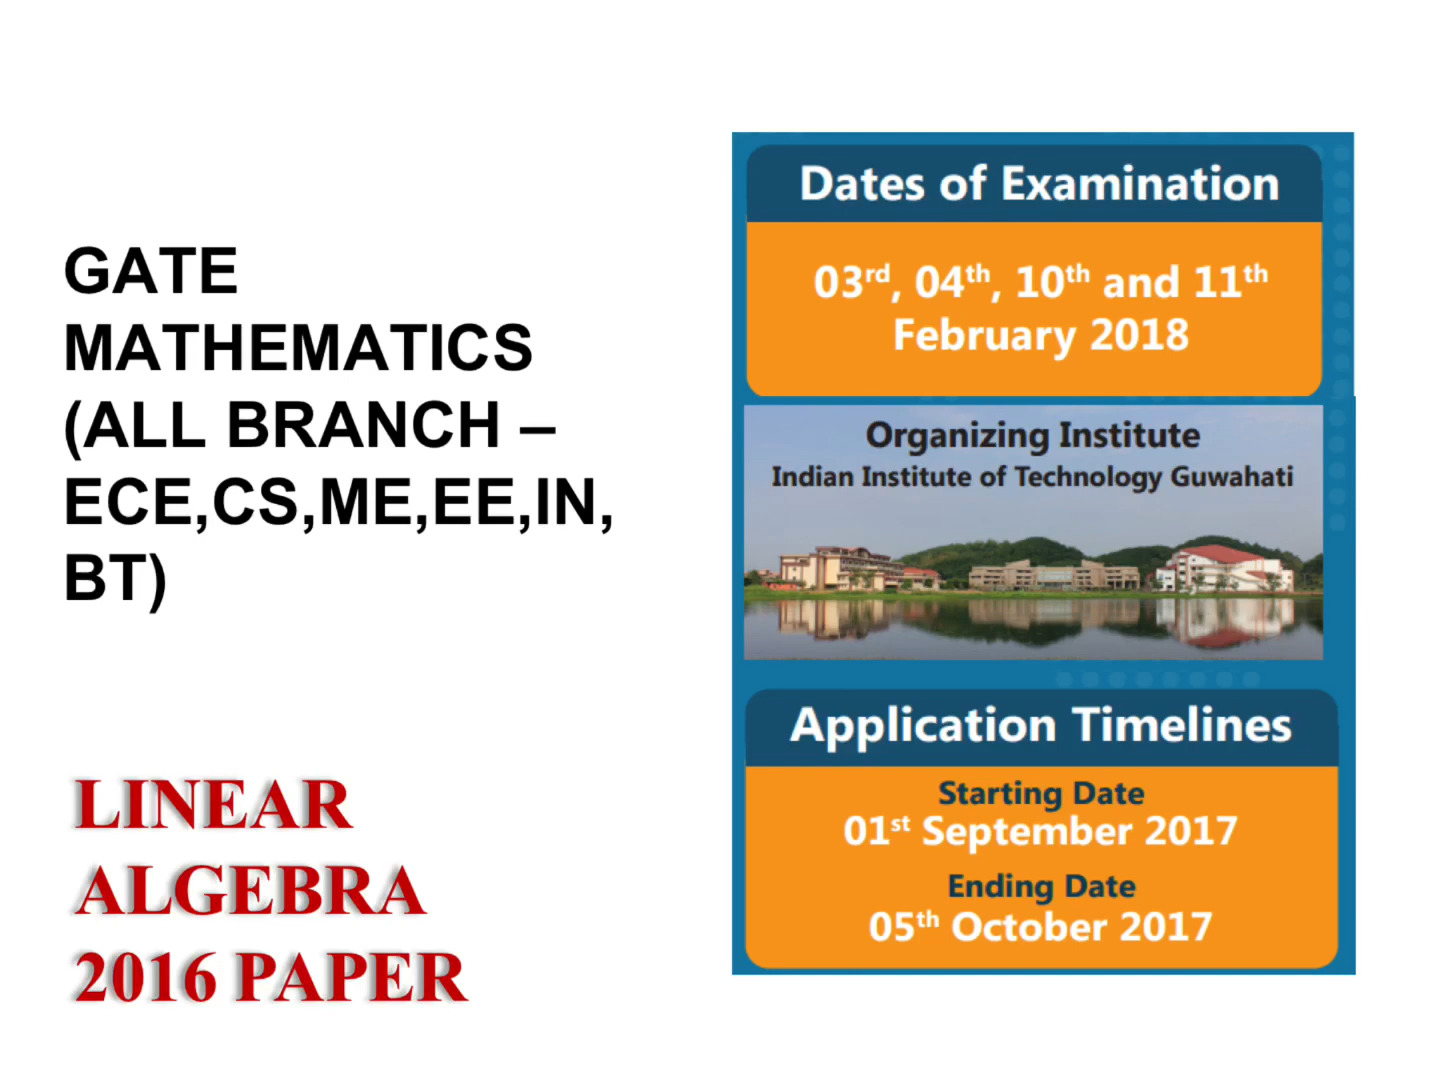 GATE
MATHEMATICS
(ALL BRANCH –
ECE,CS,ME,EE,IN,
BT)
LINEAR
ALGEBRA
2016 PAPER
Dates of Examination
03rd, 04th, 10th and 11th
February 2018
Organizing Institute
Indian Institute of Technology Guwahati
Application Timelines
Starting Date
01st September 2017
Ending Date
05th October 2017